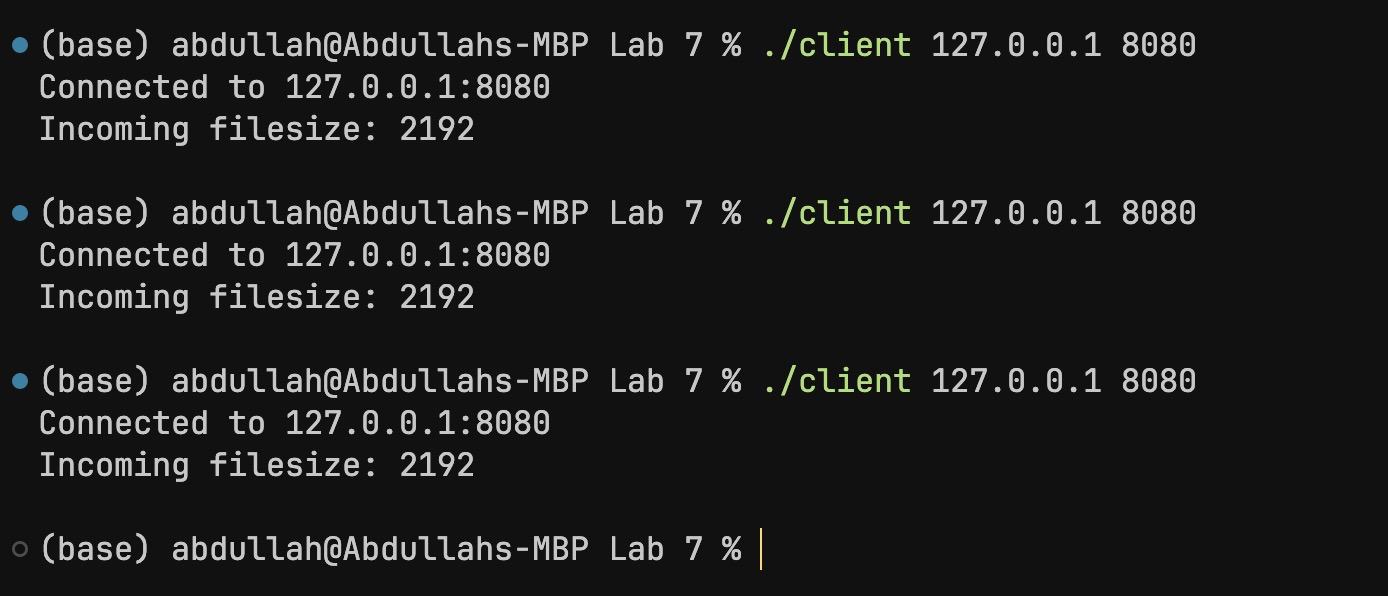 (base) abdullah@Abdullahs-MBP Lab 7 % ./client 127.0.0.1 8080
Connected to 127.0.0.1:8080
Incoming filesize: 2192
(base) abdullah@Abdullahs-MBP Lab 7 % ./client 127.0.0.1 8080
Connected to 127.0.0.1:8080
Incoming filesize: 2192
(base) abdullah@Abdullahs-MBP Lab 7 % ./client 127.0.0.1 8080
Connected to 127.0.0.1:8080
Incoming filesize: 2192
(base) abdullah@Abdullahs-MBP Lab 7 %